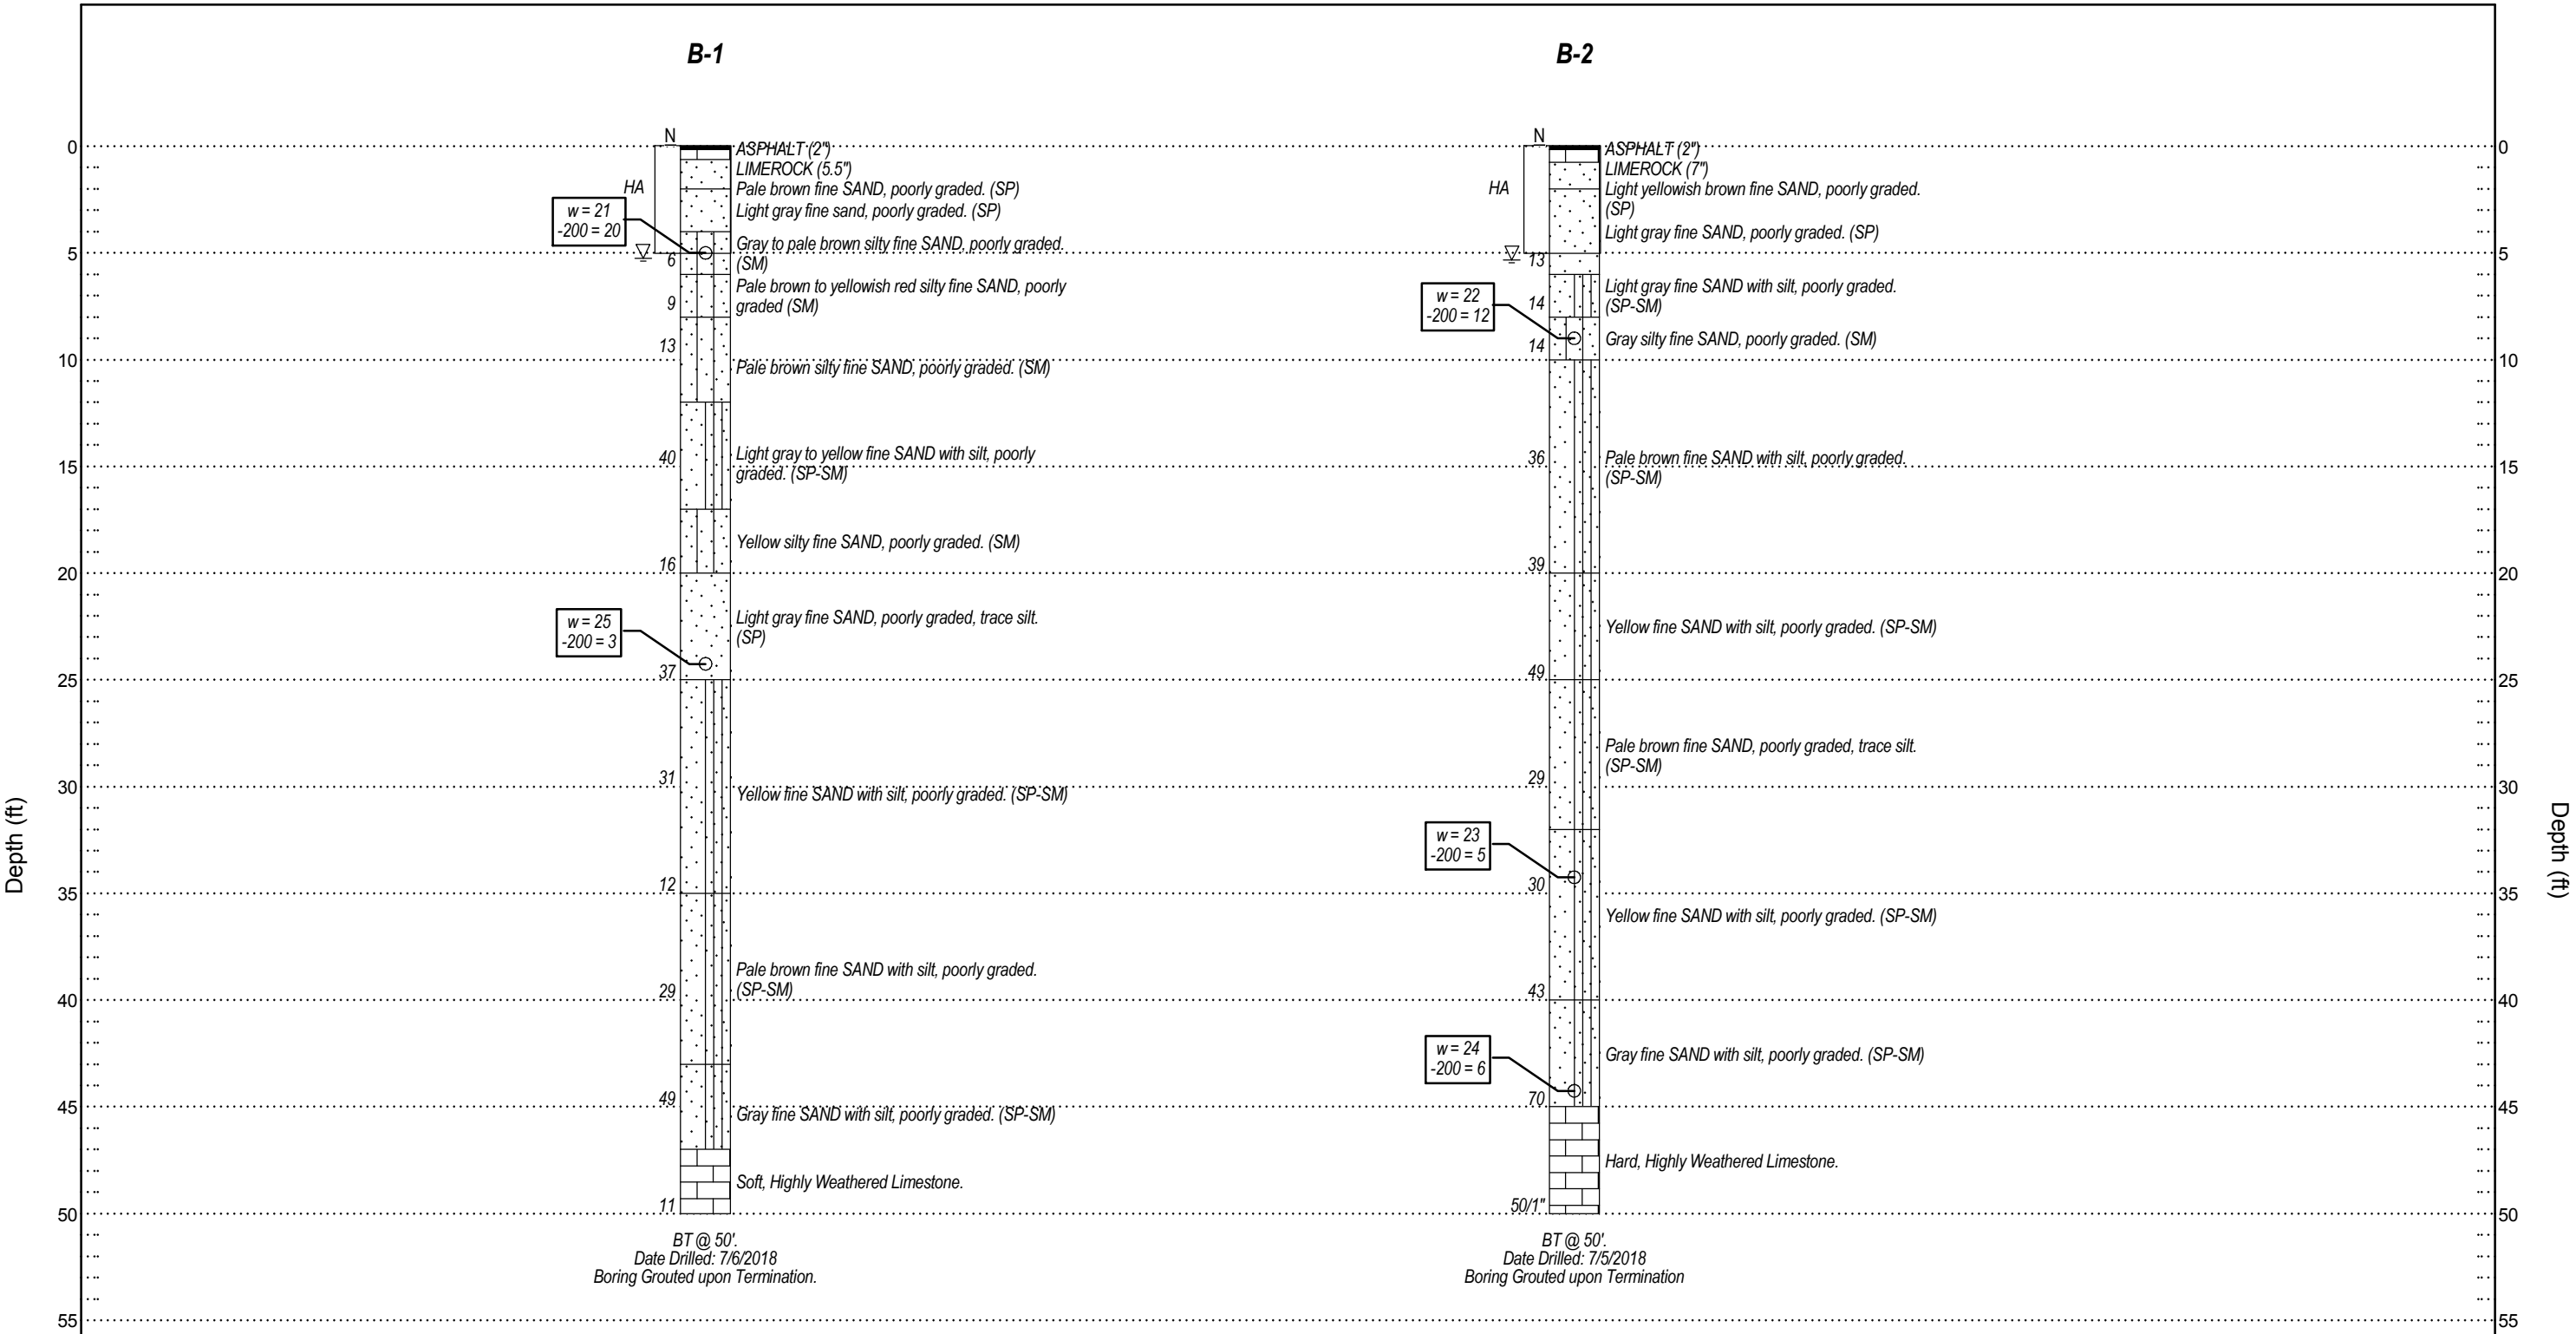 B-1
B-2
N
N
0
ASPHALT (2")
ASPHALT (2")
0
LIMEROCK (5.5")
LIMEROCK (7")
HA
Pale brown fine SAND, poorly graded. (SP)
HA
Light yellowish brown fine SAND, poorly graded.
(SP)
w = 21
-200 = 20
Light gray fine sand, poorly graded. (SP)
Light gray fine SAND, poorly graded. (SP)
Gray to pale brown silty fine SAND, poorly graded.
(SM)
5
6
13
5
Pale brown to yellowish red silty fine SAND, poorly
graded (SM)
9
w = 22
-200 = 12
14
Light gray fine SAND with silt, poorly graded.
(SP-SM)
13
14
Gray silty fine SAND, poorly graded. (SM)
10
Pale brown silty fine SAND, poorly graded. (SM)
10
40
Light gray to yellow fine SAND with silt, poorly
graded. (SP-SM)
36
Pale brown fine SAND with silt, poorly graded.
(SP-SM)
15
15
Yellow silty fine SAND, poorly graded. (SM)
16
39
20
20
w = 25
-200 = 3
Light gray fine SAND, poorly graded, trace silt.
(SP)
Yellow fine SAND with silt, poorly graded. (SP-SM)
37
49
25
25
Pale brown fine SAND, poorly graded, trace silt.
(SP-SM)
31
29
30
Yellow fine SAND with silt, poorly graded. (SP-SM)
30
Depth (ft)
Depth (ft)
w = 23
-200 = 5
12
30
35
35
Yellow fine SAND with silt, poorly graded. (SP-SM)
Pale brown fine SAND with silt, poorly graded.
(SP-SM)
29
43
40
40
w = 24
-200 = 6
Gray fine SAND with silt, poorly graded. (SP-SM)
49
70
45
Gray fine SAND with silt, poorly graded. (SP-SM)
45
Hard, Highly Weathered Limestone.
Soft, Highly Weathered Limestone.
11
50/1"
50
50
BT @ 50'.
Date Drilled: 7/6/2018
Boring Grouted upon Termination.
BT @ 50'.
Date Drilled: 7/5/2018
Boring Grouted upon Termination
55
55